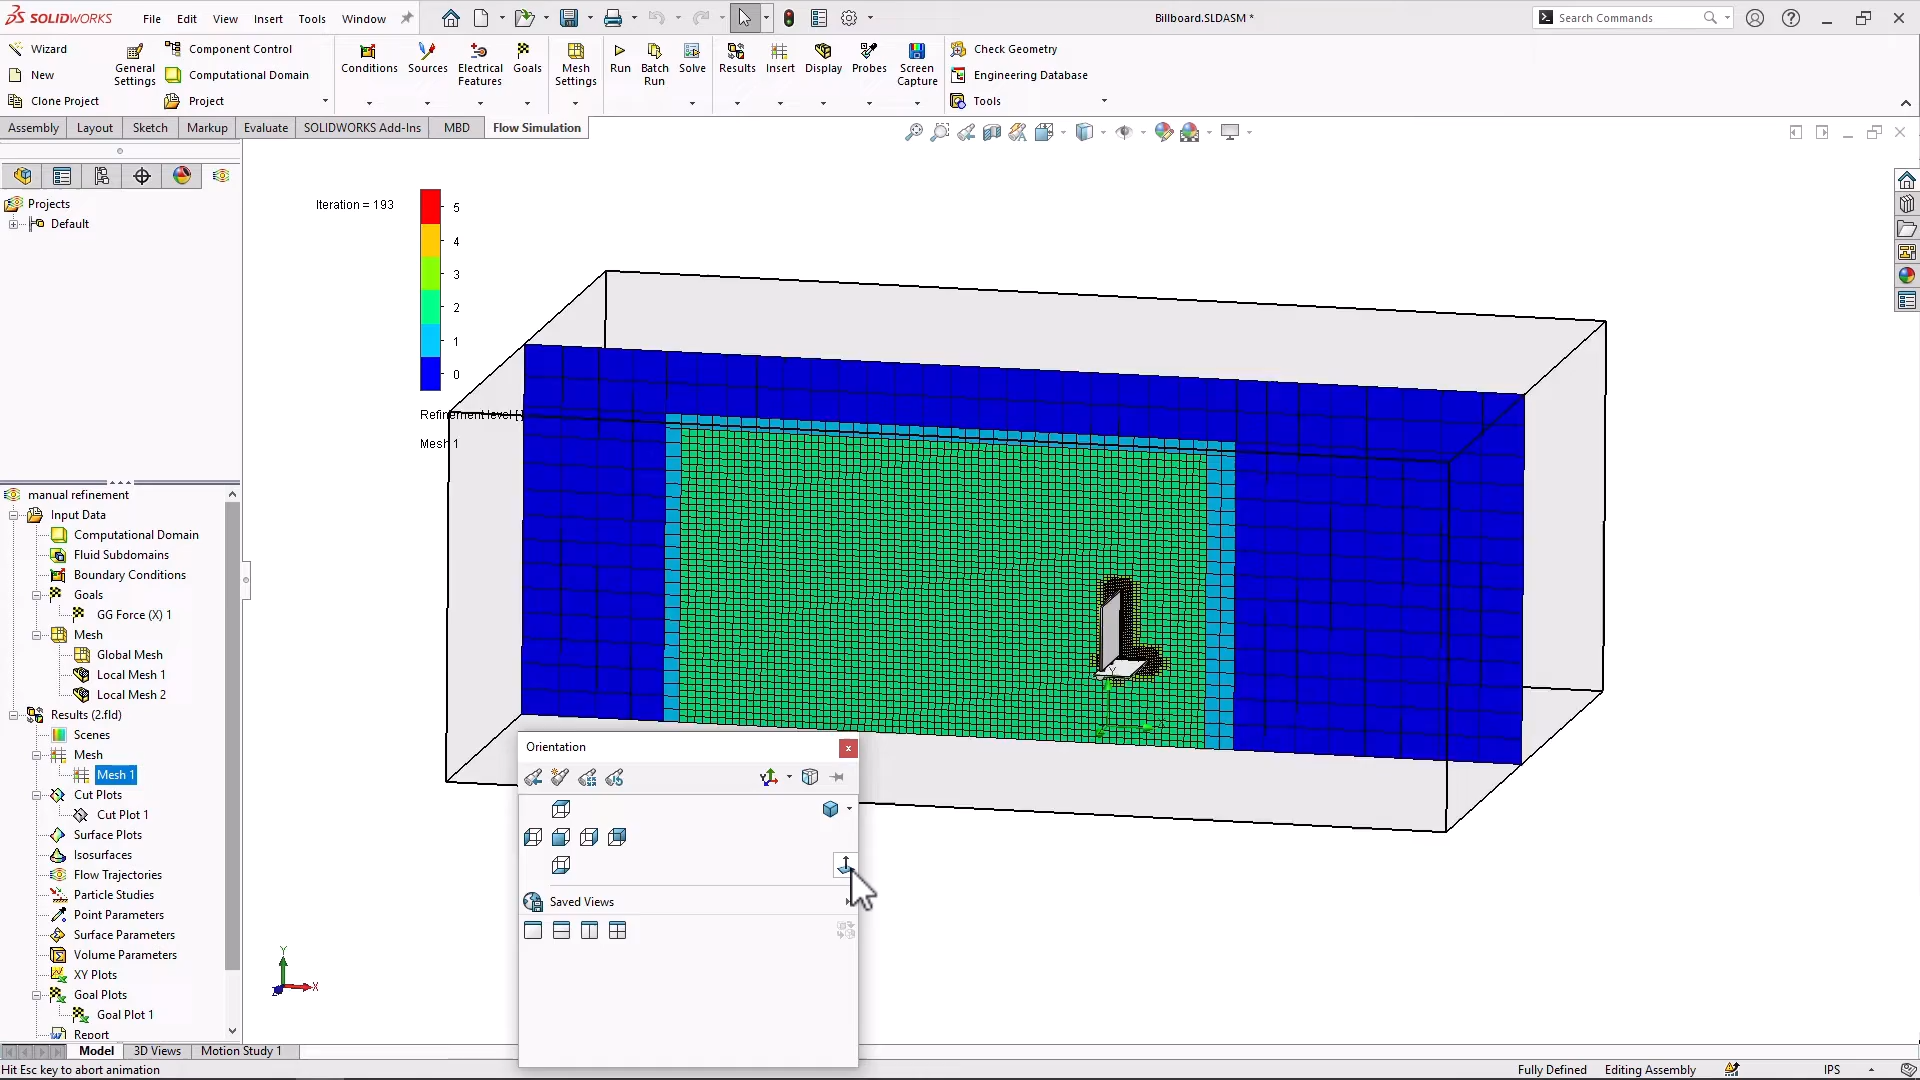 SOLIDWORKS
File Edit View Insert Tools Window
Billboard.SLDASM *
Search Commands
Wizard
New
Clone Project
General Settings
Component Control
Computational Domain
Project
Conditions
Sources
Electrical Features
Goals
Mesh Settings
Run
Batch Run
Solve
Results
Insert
Display
Probes
Screen Capture
Check Geometry
Engineering Database
Tools
Assembly Layout Sketch Markup Evaluate SOLIDWORKS Add-Ins MBD Flow Simulation
Projects
Default
Iteration = 193
5
4
3
2
1
0
Refinement level [ ]
Mesh 1
manual refinement
Input Data
Computational Domain
Fluid Subdomains
Boundary Conditions
Goals
GG Force (X) 1
Mesh
Global Mesh
Local Mesh 1
Local Mesh 2
Results (2.fld)
Scenes
Mesh
Mesh 1
Cut Plots
Cut Plot 1
Surface Plots
Isosurfaces
Flow Trajectories
Particle Studies
Point Parameters
Surface Parameters
Volume Parameters
XY Plots
Goal Plots
Goal Plot 1
Report
Y
Y
X
Z
Orientation
Saved Views
Model 3D Views Motion Study 1
Hit Esc key to abort animation
Fully Defined Editing Assembly IPS